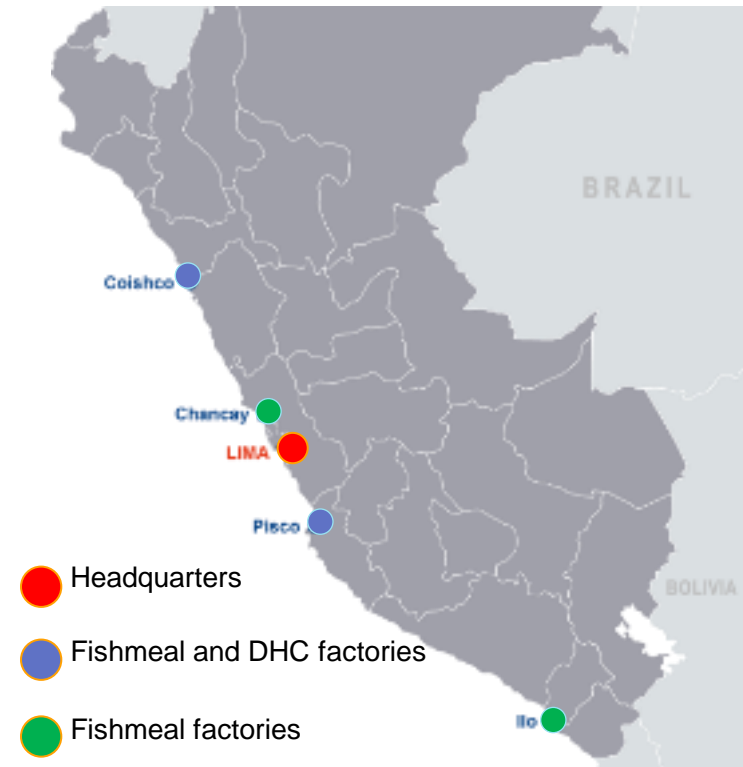 BRAZIL
Coishco
Chancay
LIMA
Pisco
Headquarters
BOLIVIA
Fishmeal and DHC factories
Ilo
Fishmeal factories